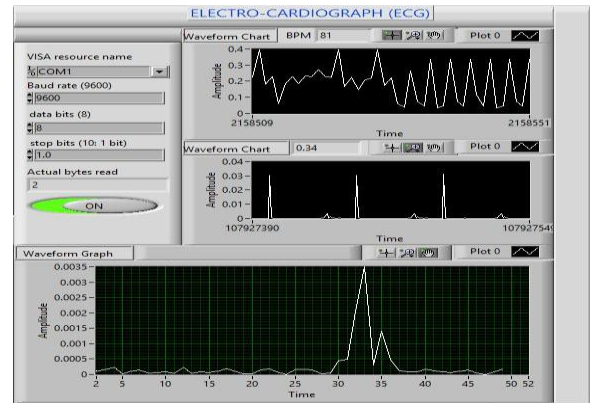 ELECTRO-CARDIOGRAPH (ECG)
VISA resource name
COM1
Baud rate (9600)
9600
data bits (8)
8
stop bits (10: 1 bit)
1.0
Actual bytes read
2
ON
Waveform Chart BPM 81 Plot 0
Amplitude
0.4
0.3
0.2
0.1
0
2158509 2158551
Time
Waveform Chart 0.34 Plot 0
Amplitude
0.04
0.03
0.02
0.01
0
107927390 107927549
Time
Waveform Graph Plot 0
Amplitude
0.0035
0.003
0.0025
0.002
0.0015
0.001
0.0005
0
2 5 10 15 20 25 30 35 40 45 50 52
Time